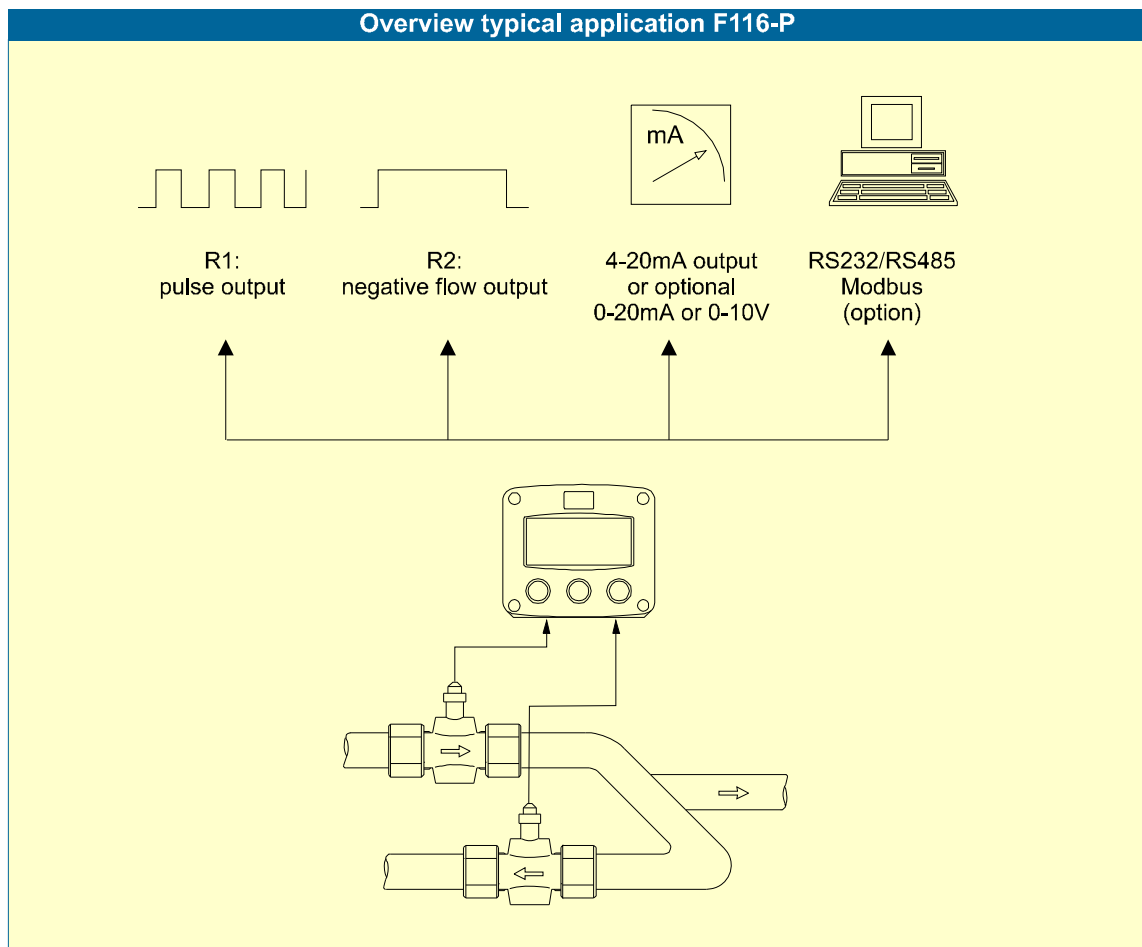 Overview typical application F116-P
mA
R1:
pulse output
R2:
negative flow output
4-20mA output
or optional
0-20mA or 0-10V
RS232/RS485
Modbus
(option)